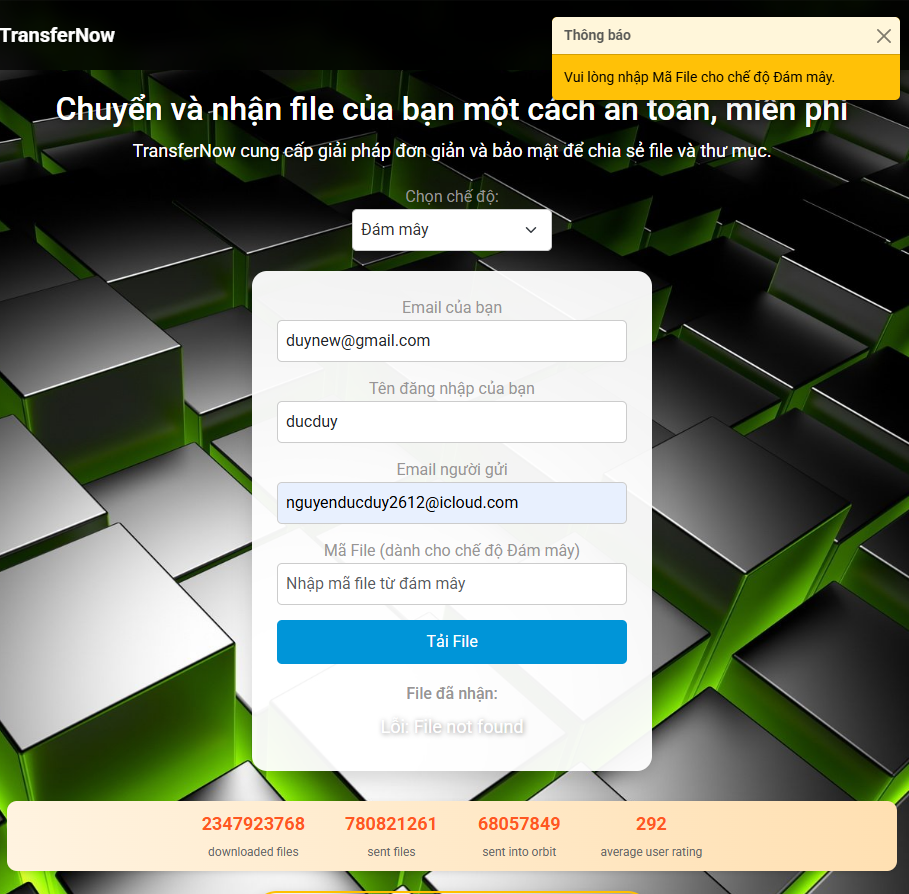 TransferNow
Thông báo
Vui lòng nhập Mã File cho chế độ Đám mây.
Chuyển và nhận file của bạn một cách an toàn, miễn phí
TransferNow cung cấp giải pháp đơn giản và bảo mật để chia sẻ file và thư mục.
Chọn chế độ:
Đám mây
Email của bạn
duynew@gmail.com
Tên đăng nhập của bạn
ducduy
Email người gửi
nguyenducduy2612@icloud.com
Mã File (dành cho chế độ Đám mây)
Nhập mã file từ đám mây
Tải File
File đã nhận:
Lỗi: File not found
2347923768 780821261 68057849 292
downloaded files sent files sent into orbit average user rating